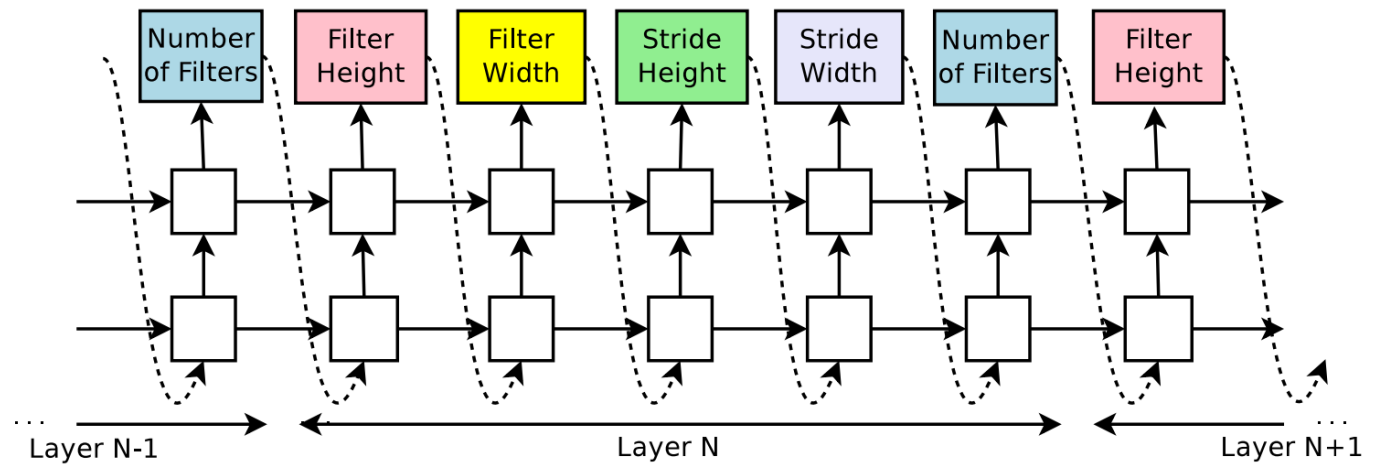 Number
of Filters
Filter
Height
Filter
Width
Stride
Height
Stride
Width
Number
of Filters
Filter
Height
...
Layer N-1
Layer N
...
Layer N+1